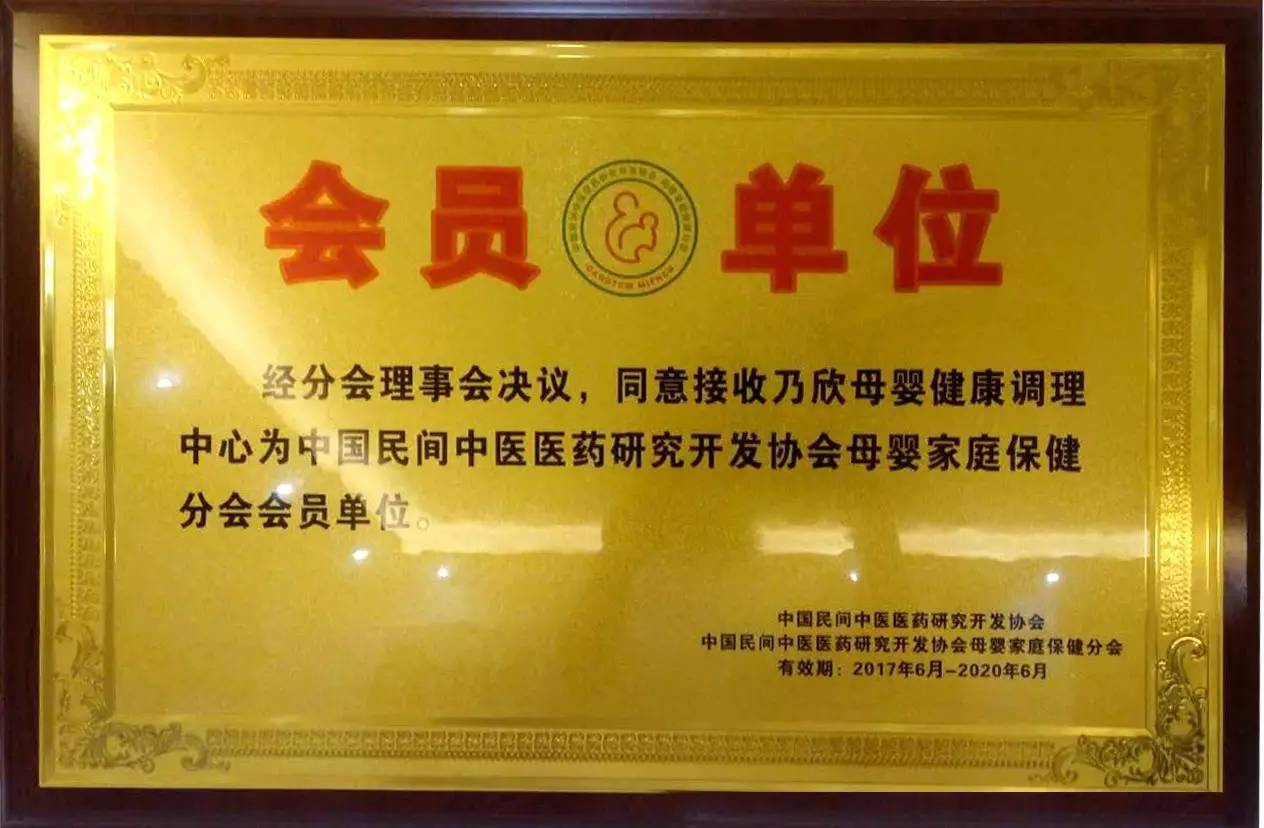 会员单位
经分会理事会决议，同意接收乃欣母婴健康调理
中心为中国民间中医医药研究开发协会母婴家庭保健
分会会员单位。
中国民间中医医药研究开发协会
中国民间中医医药研究开发协会母婴家庭保健分会
有效期：2017年6月-2020年6月